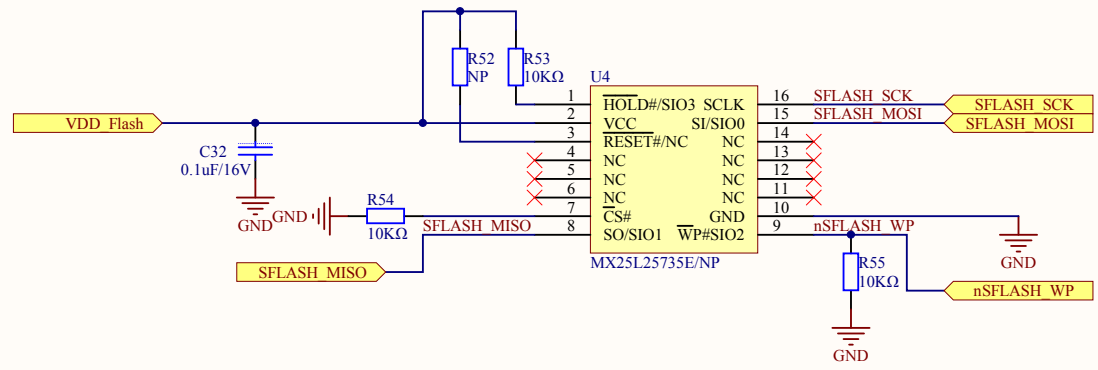 R52
NP
R53
10KΩ
U4
VDD_Flash
C32
0.1uF/16V
GND
1
2
3
4
5
6
7
8
HOLD#/SIO3
VCC
RESET#/NC
NC
NC
NC
CS#
SO/SIO1
SCLK
SI/SIO0
NC
NC
NC
NC
GND
WP#SIO2
16
15
14
13
12
11
10
9
SFLASH_SCK
SFLASH_MOSI
SFLASH_SCK
SFLASH_MOSI
GND
R54
10KΩ
SFLASH_MISO
SFLASH_MISO
MX25L25735E/NP
nSFLASH_WP
GND
R55
10KΩ
nSFLASH_WP
GND